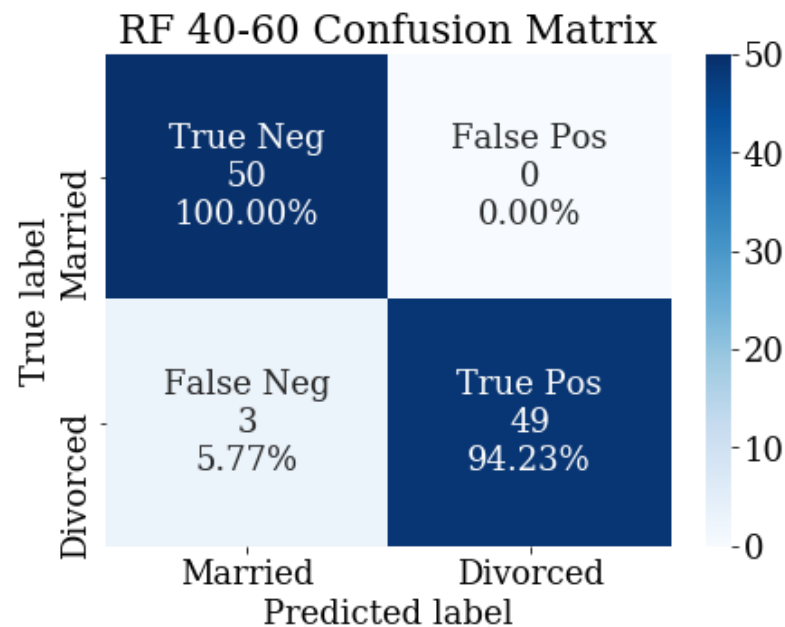 RF 40-60 Confusion Matrix
True label
Married
Divorced
True Neg
50
100.00%
False Pos
0
0.00%
False Neg
3
5.77%
True Pos
49
94.23%
Married
Divorced
Predicted label
50
40
30
20
10
0